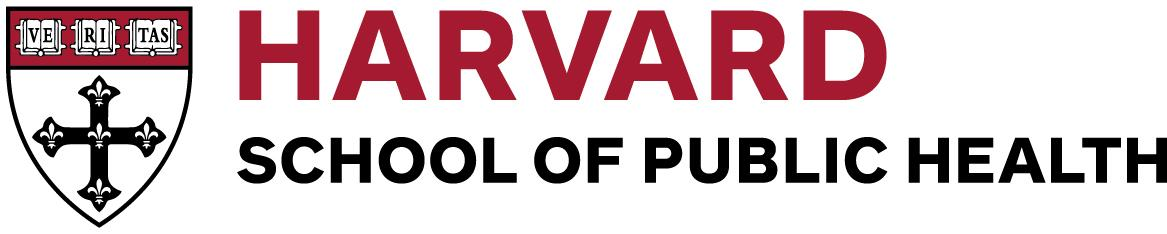 VE RI TAS
HARVARD
SCHOOL OF PUBLIC HEALTH